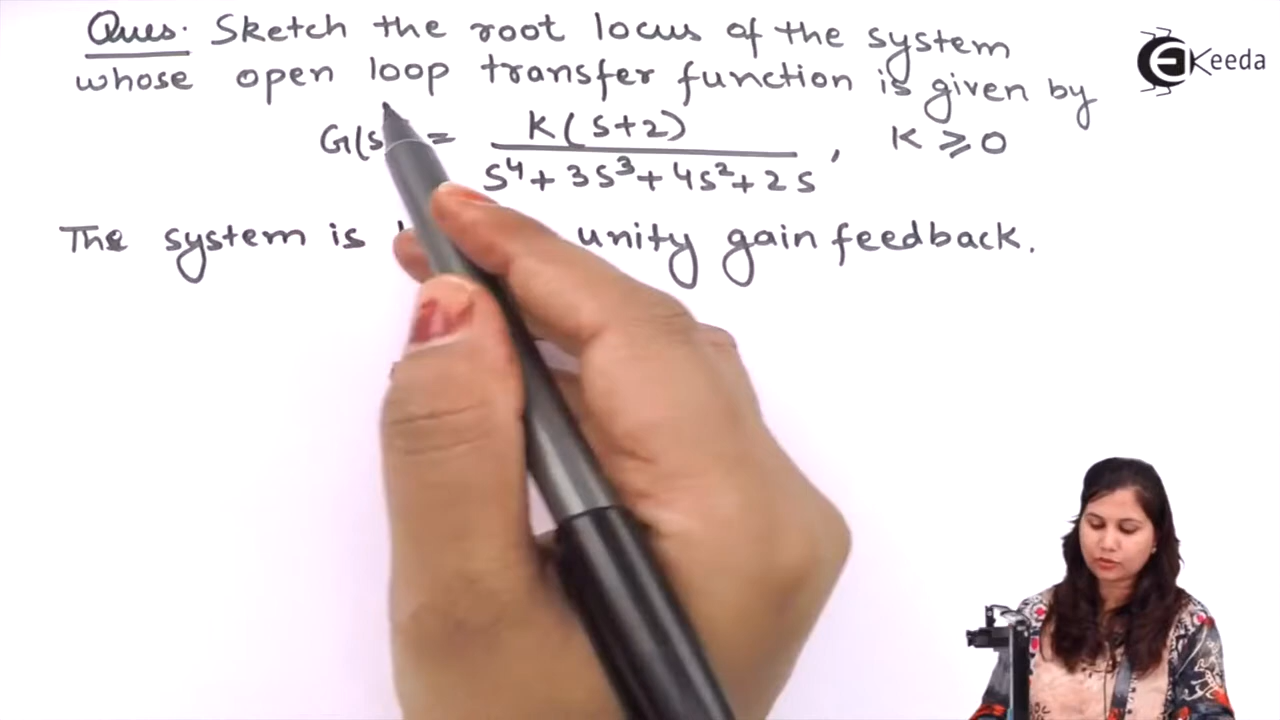 Ques. Sketch the root locus of the system
whose open loop transfer function is given by
G(s = K(s+2) / s⁴+3s³+4s²+2s , K ⩾ 0
The system is unity gain feedback.
EKeeda